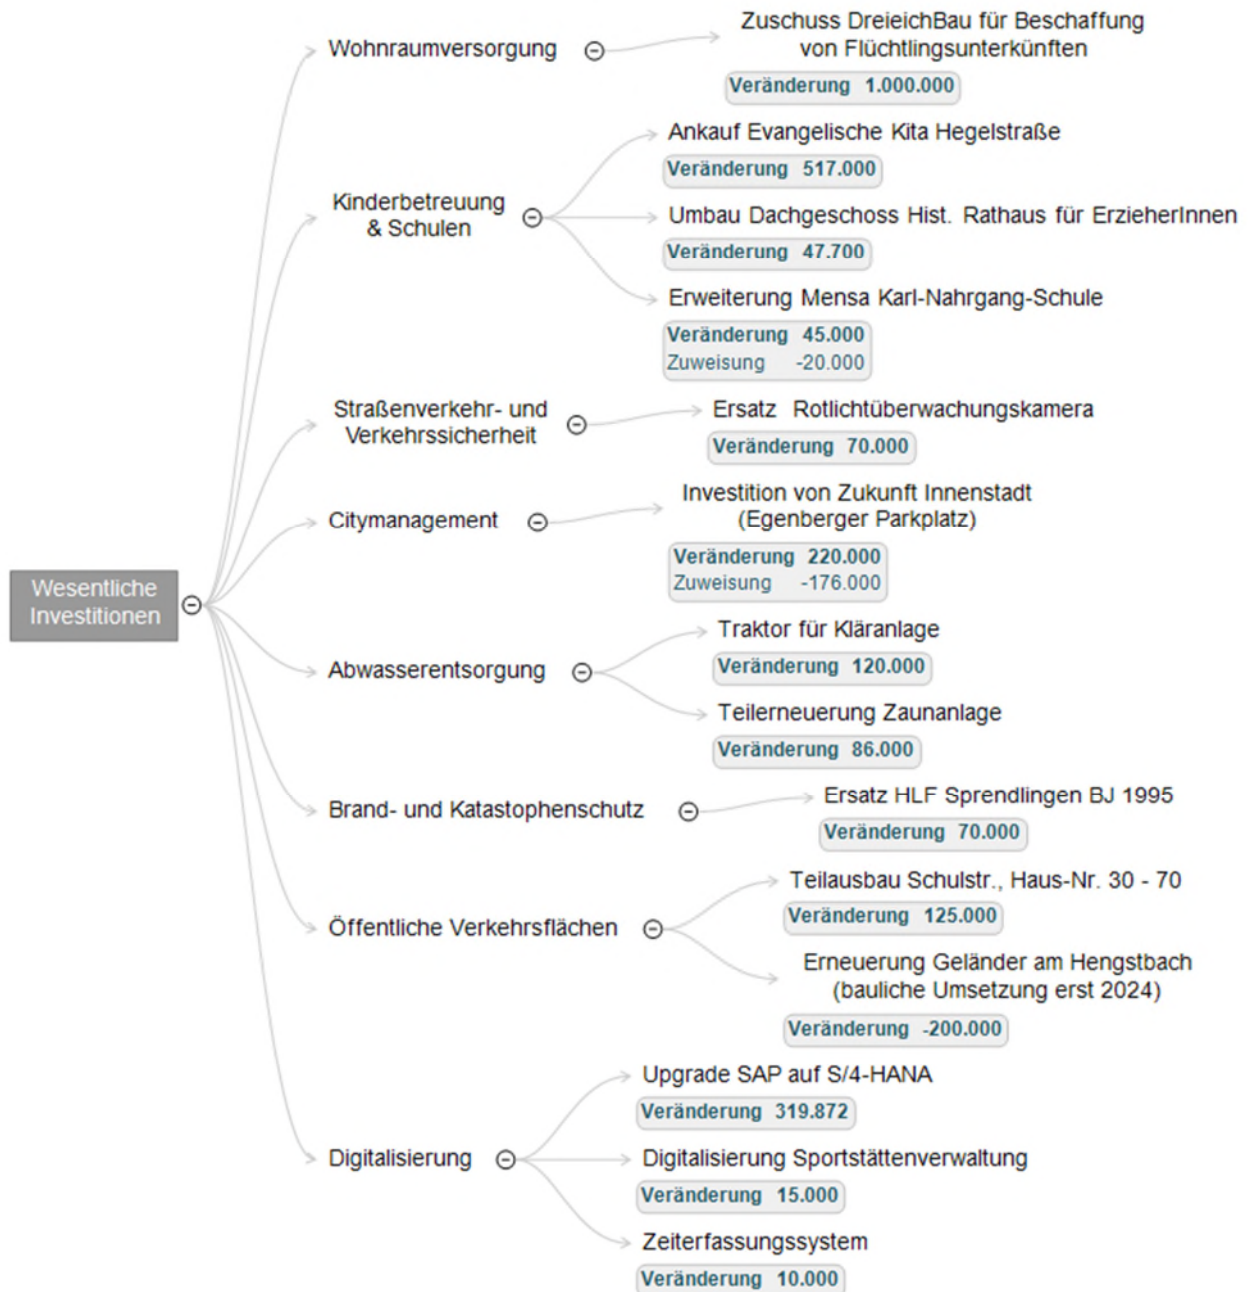 Wesentliche
Investitionen
Wohnraumversorgung
Zuschuss DreieichBau für Beschaffung
von Flüchtlingsunterkünften
Veränderung 1.000.000
Kinderbetreuung
& Schulen
Ankauf Evangelische Kita Hegelstraße
Veränderung 517.000
Umbau Dachgeschoss Hist. Rathaus für ErzieherInnen
Veränderung 47.700
Erweiterung Mensa Karl-Nahrgang-Schule
Veränderung 45.000
Zuweisung -20.000
Straßenverkehr- und
Verkehrssicherheit
Ersatz Rotlichtüberwachungskamera
Veränderung 70.000
Citymanagement
Investition von Zukunft Innenstadt
(Egenberger Parkplatz)
Veränderung 220.000
Zuweisung -176.000
Abwasserentsorgung
Traktor für Kläranlage
Veränderung 120.000
Teilerneuerung Zaunanlage
Veränderung 86.000
Brand- und Katastophenschutz
Ersatz HLF Sprendlingen BJ 1995
Veränderung 70.000
Öffentliche Verkehrsflächen
Teilausbau Schulstr., Haus-Nr. 30 - 70
Veränderung 125.000
Erneuerung Geländer am Hengstbach
(bauliche Umsetzung erst 2024)
Veränderung -200.000
Digitalisierung
Upgrade SAP auf S/4-HANA
Veränderung 319.872
Digitalisierung Sportstättenverwaltung
Veränderung 15.000
Zeiterfassungssystem
Veränderung 10.000